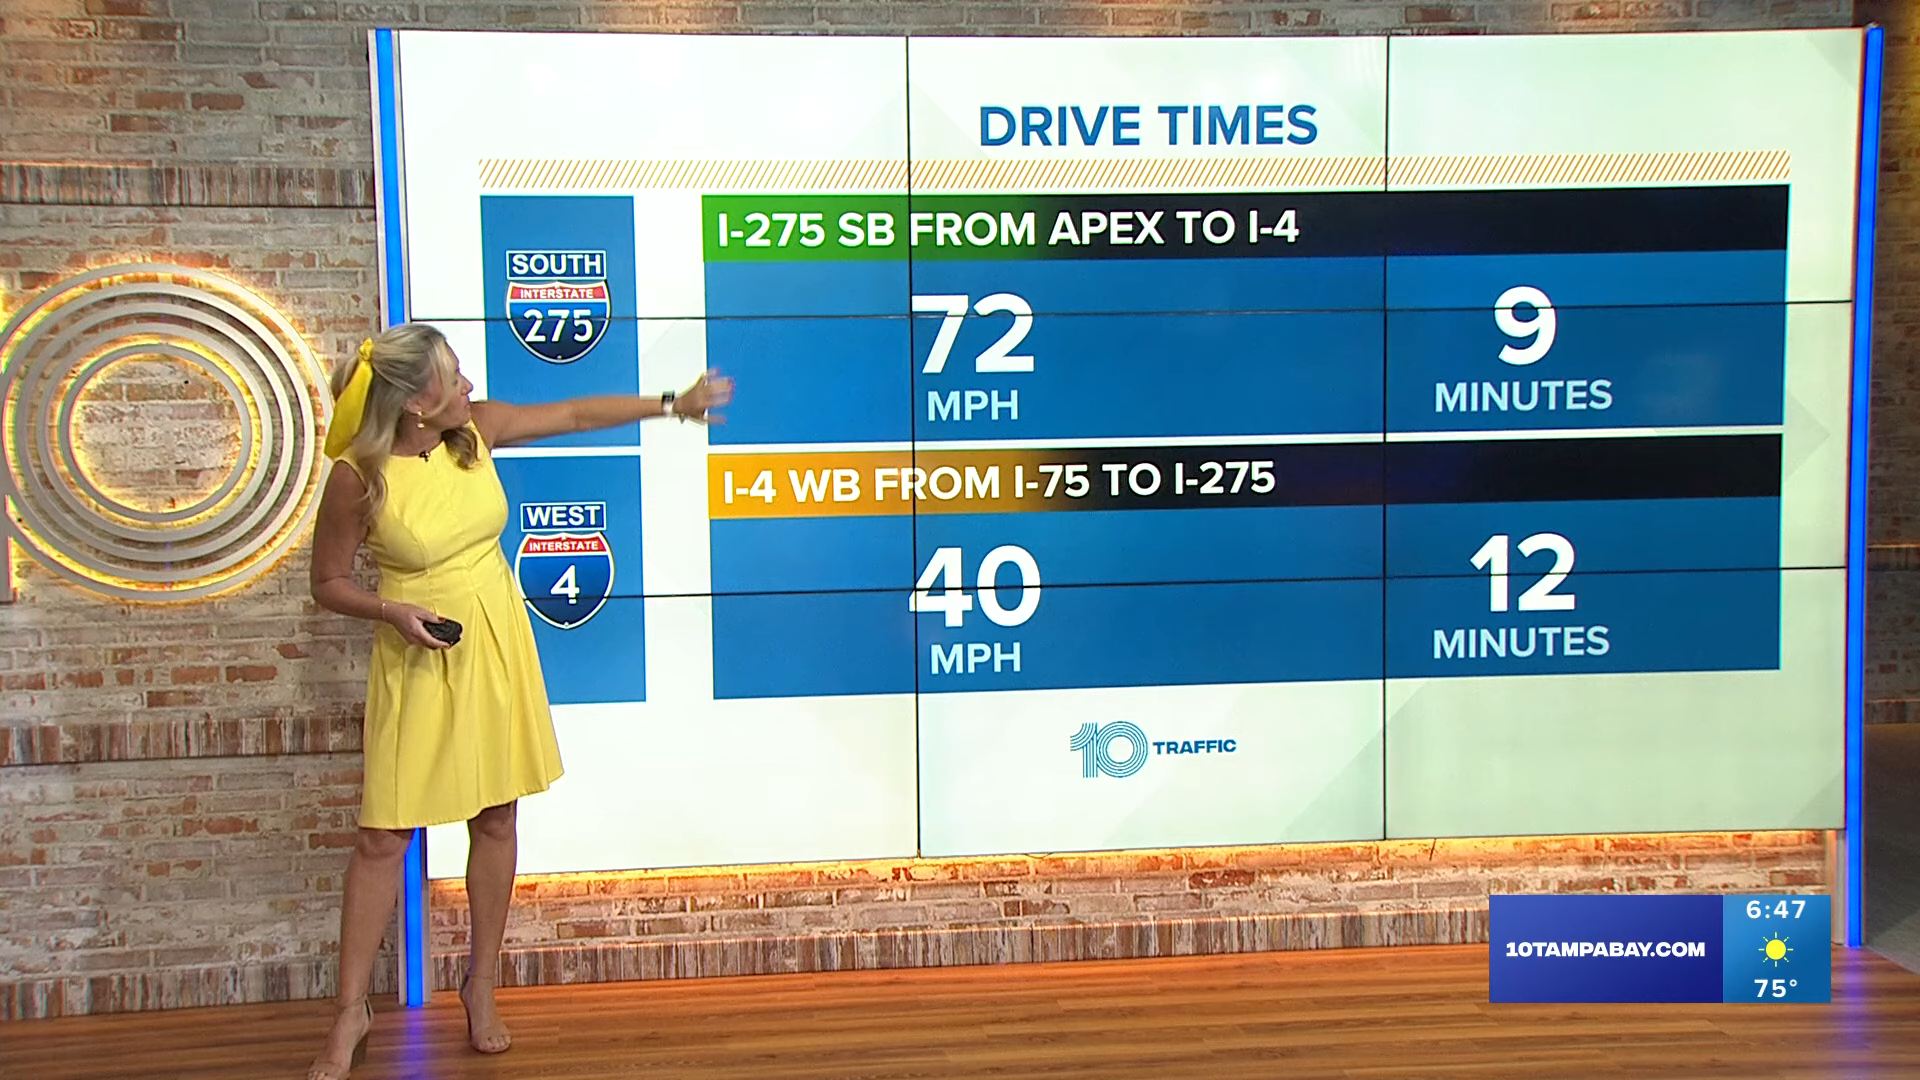 DRIVE TIMES
SOUTH
INTERSTATE
275
I-275 SB FROM APEX TO I-4
72
MPH
9
MINUTES
WEST
INTERSTATE
4
I-4 WB FROM I-75 TO I-275
40
MPH
12
MINUTES
10 TRAFFIC
10TAMPABAY.COM
6:47
75°